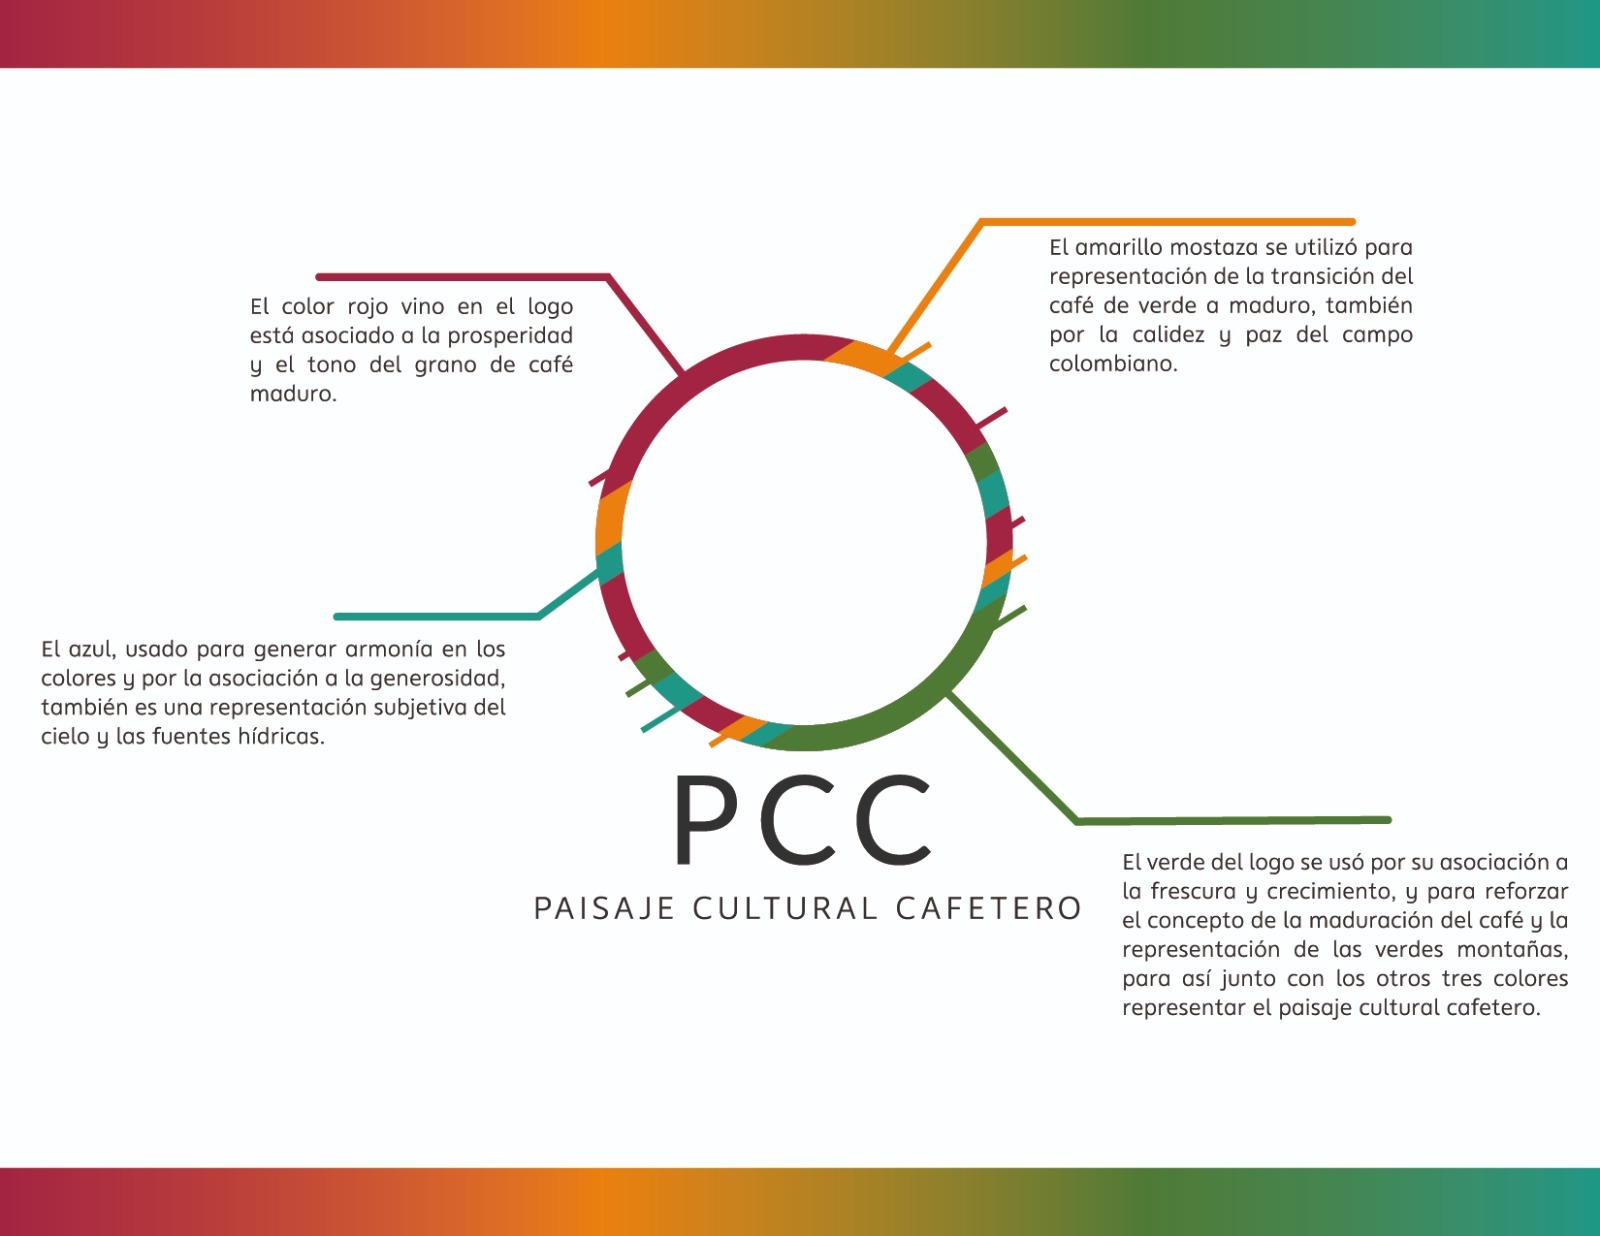 El color rojo vino en el logo
está asociado a la prosperidad
y el tono del grano de café
maduro.
El amarillo mostaza se utilizó para
representación de la transición del
café de verde a maduro, también
por la calidez y paz del campo
colombiano.
El azul, usado para generar armonía en los
colores y por la asociación a la generosidad,
también es una representación subjetiva del
cielo y las fuentes hídricas.
PCC
PAISAJE CULTURAL CAFETERO
El verde del logo se usó por su asociación a
la frescura y crecimiento, y para reforzar
el concepto de la maduración del café y la
representación de las verdes montañas,
para así junto con los otros tres colores
representar el paisaje cultural cafetero.